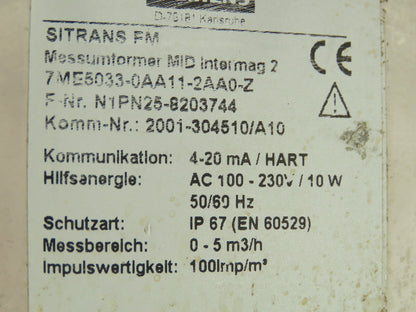 D-76181 Karlsruhe
SITRANS FM
Messumformer MID Intermag 2
7ME5033-0AA11-2AA0-Z
F-Nr. N1PN25-8203744
Komm-Nr.: 2001-304510/A10
Kommunikation: 4-20 mA / HART
Hilfsenergie: AC 100 - 230V / 10 W
50/60 Hz
Schutzart: IP 67 (EN 60529)
Messbereich: 0 - 5 m3/h
Impulswertigkeit: 100Imp/m³
CE